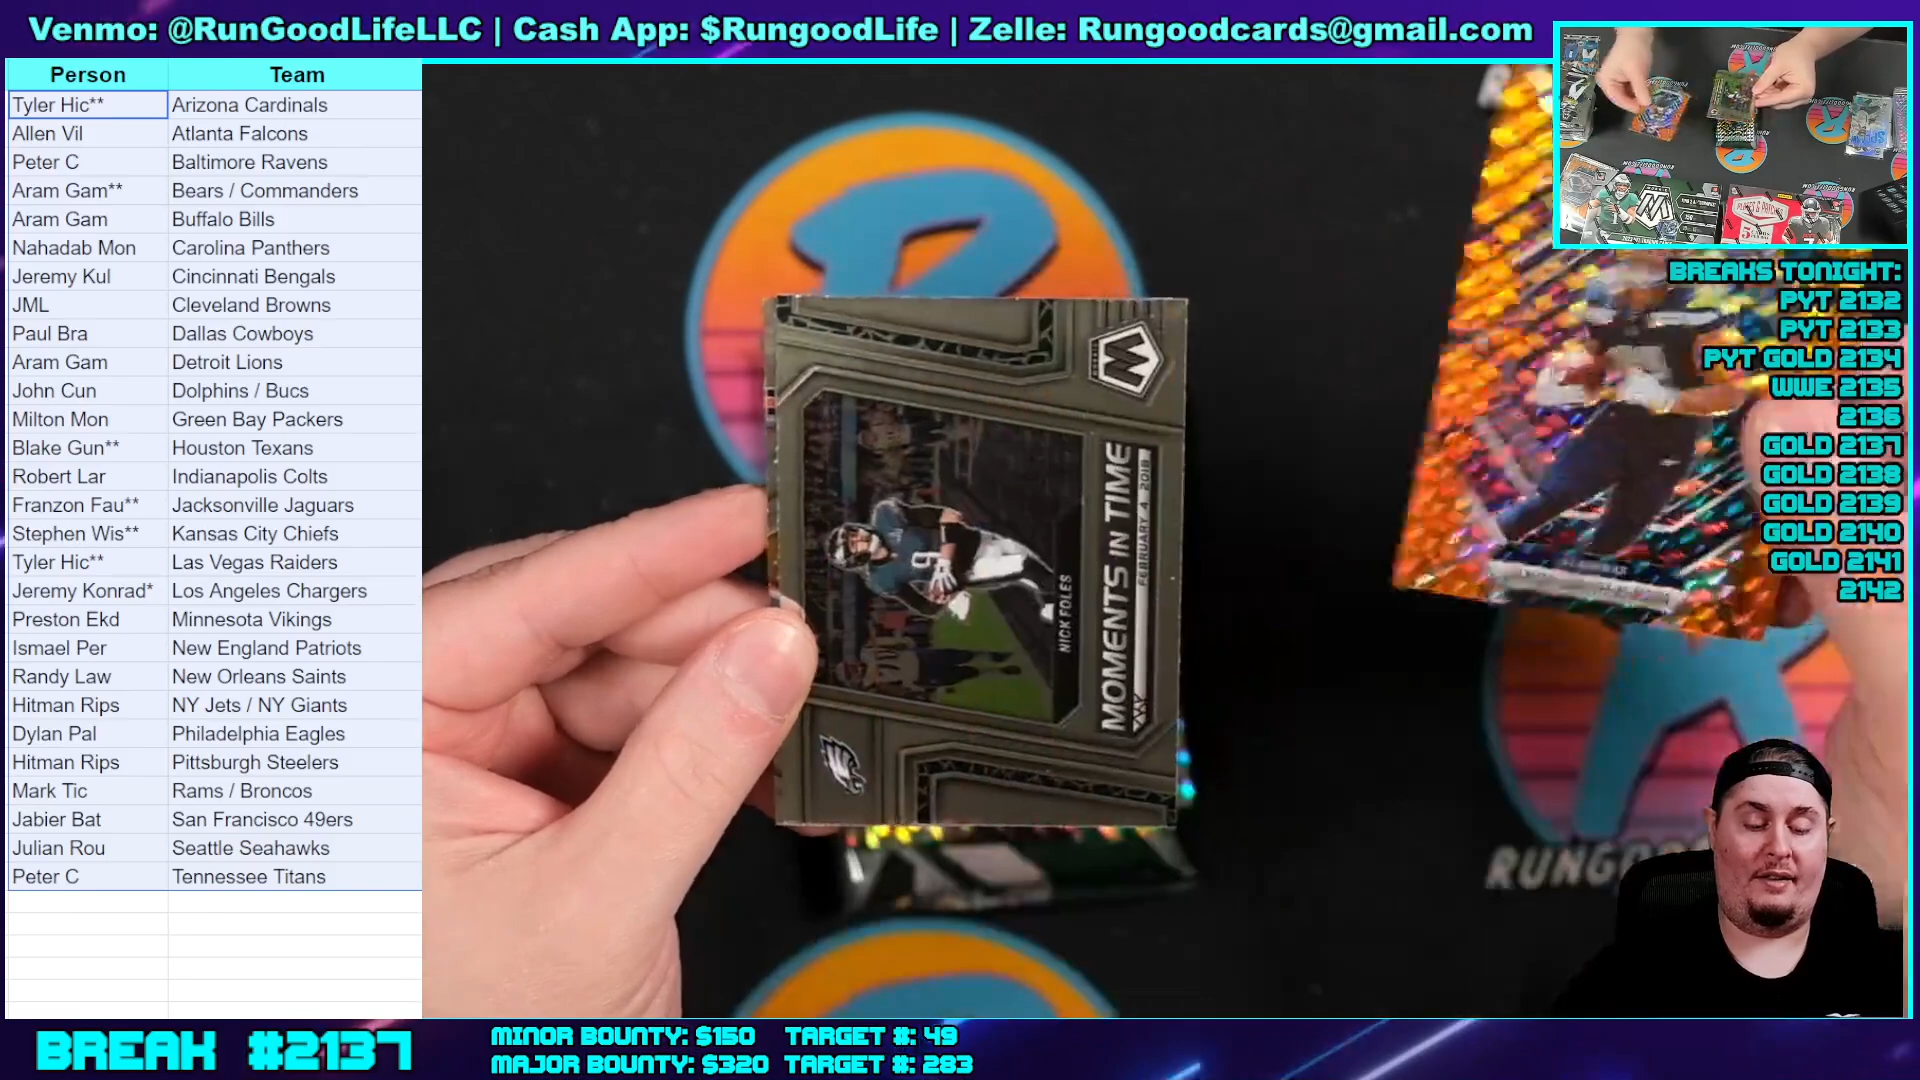 Venmo: @RunGoodLifeLLC | Cash App: $RungoodLife | Zelle: Rungoodcards@gmail.com
Person Team
Tyler Hic** Arizona Cardinals
Allen Vil Atlanta Falcons
Peter C Baltimore Ravens
Aram Gam** Bears / Commanders
Aram Gam Buffalo Bills
Nahadab Mon Carolina Panthers
Jeremy Kul Cincinnati Bengals
JML Cleveland Browns
Paul Bra Dallas Cowboys
Aram Gam Detroit Lions
John Cun Dolphins / Bucs
Milton Mon Green Bay Packers
Blake Gun** Houston Texans
Robert Lar Indianapolis Colts
Franzon Fau** Jacksonville Jaguars
Stephen Wis** Kansas City Chiefs
Tyler Hic** Las Vegas Raiders
Jeremy Konrad* Los Angeles Chargers
Preston Ekd Minnesota Vikings
Ismael Per New England Patriots
Randy Law New Orleans Saints
Hitman Rips NY Jets / NY Giants
Dylan Pal Philadelphia Eagles
Hitman Rips Pittsburgh Steelers
Mark Tic Rams / Broncos
Jabier Bat San Francisco 49ers
Julian Rou Seattle Seahawks
Peter C Tennessee Titans
NICK FOLES
MOMENTS IN TIME
FEBRUARY 4, 2018
9
BREAKS TONIGHT:
PYT 2132
PYT 2133
PYT GOLD 2134
WWE 2135
2136
GOLD 2137
GOLD 2138
GOLD 2139
GOLD 2140
GOLD 2141
2142
BREAK #2137
MINOR BOUNTY: $150 TARGET #: 49
MAJOR BOUNTY: $320 TARGET #: 283